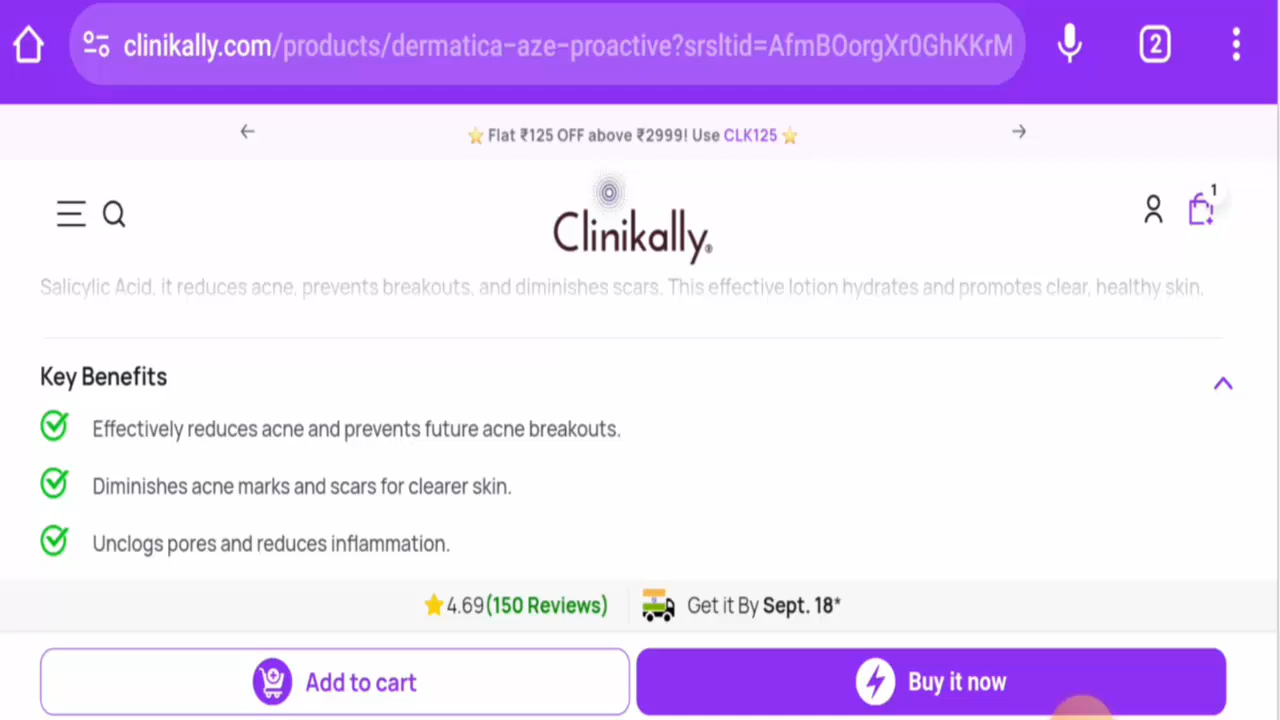 clinikally.com/products/dermatica-aze-proactive?srsltid=AfmBOorgXr0GhKKrM
2
⭐ Flat ₹125 OFF above ₹2999! Use CLK125 ⭐
Clinikally®
1
Salicylic Acid, it reduces acne, prevents breakouts, and diminishes scars. This effective lotion hydrates and promotes clear, healthy skin.
Key Benefits
Effectively reduces acne and prevents future acne breakouts.
Diminishes acne marks and scars for clearer skin.
Unclogs pores and reduces inflammation.
4.69(150 Reviews)
Get it By Sept. 18*
Add to cart
Buy it now